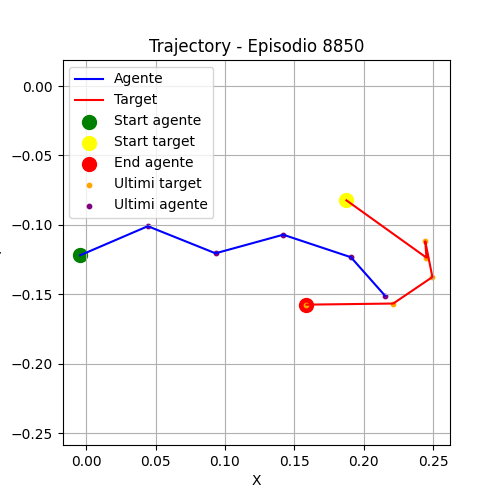 Trajectory - Episodio 8850
Agente
Target
Start agente
Start target
End agente
Ultimi target
Ultimi agente
0.00
−0.05
−0.10
−0.15
−0.20
−0.25
0.00
0.05
0.10
0.15
0.20
0.25
X